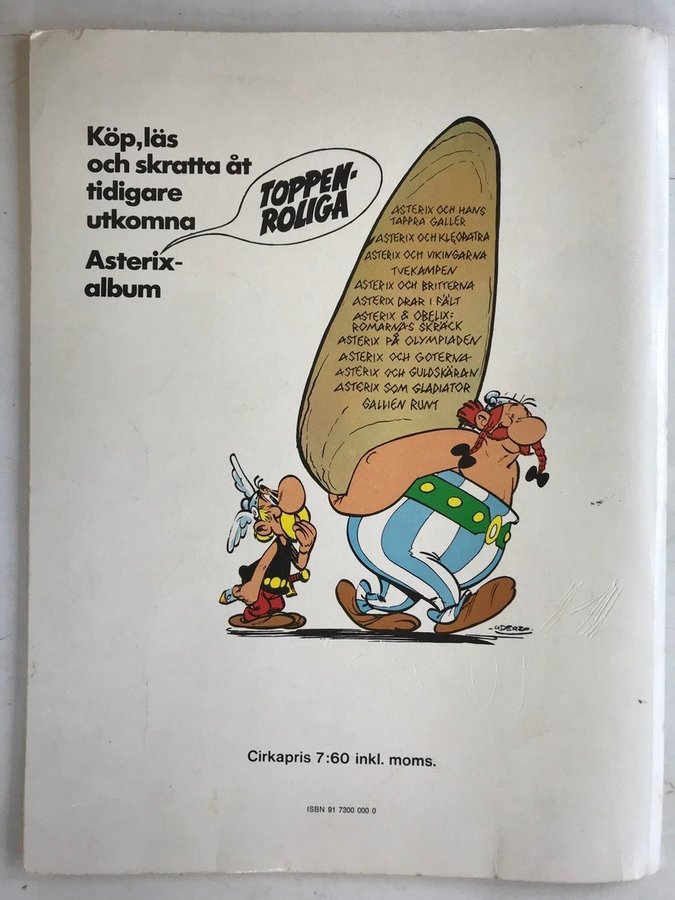 Köp, läs
och skratta åt
tidigare
utkomna
Asterix-
album
TOPPEN-
ROLIGA
ASTERIX OCH HANS
TAPPRA GALLER
ASTERIX OCH KLEOPATRA
ASTERIX OCH VIKINGARNA
TVEKAMPEN
ASTERIX OCH BRITTERNA
ASTERIX DRAR I FÄLT
ASTERIX & OBELIX:
ROMARNAS SKRÄCK
ASTERIX PÅ OLYMPIADEN
ASTERIX OCH GOTERNA
ASTERIX OCH GULDSKÄRAN
ASTERIX SOM GLADIATOR
GALLIEN RUNT
-UDERZO-
Cirkapris 7:60 inkl. moms.
ISBN 91 7300 000 0